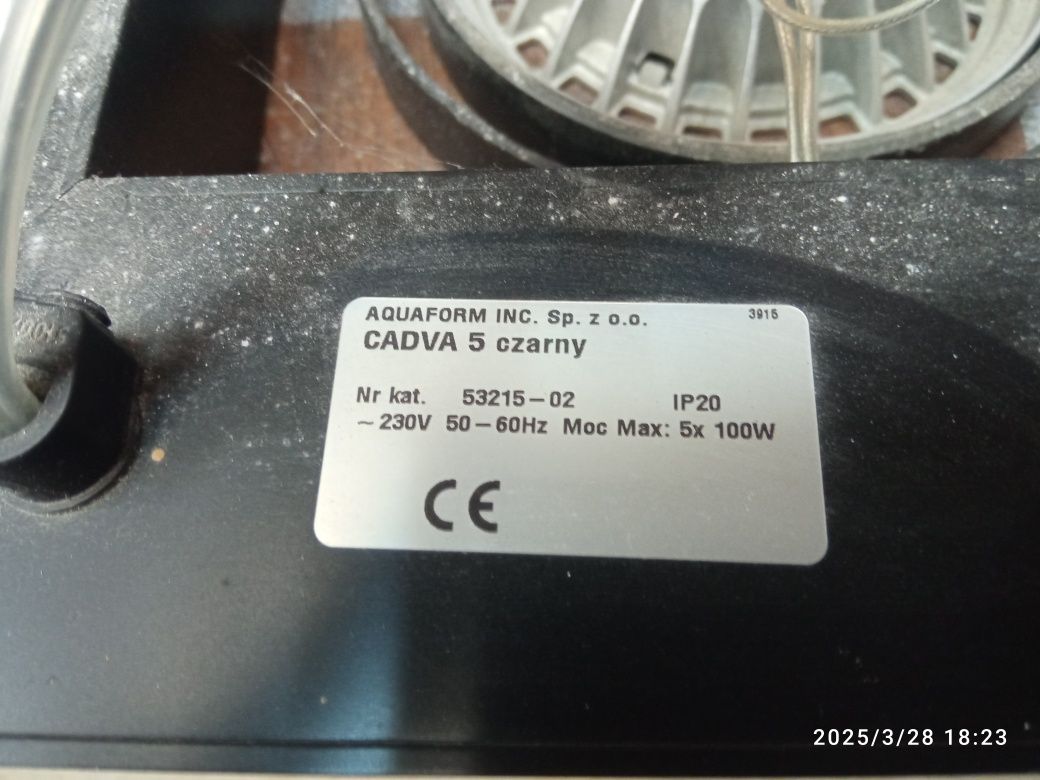 AQUAFORM INC. Sp. z o.o. 3915
CADVA 5 czarny
Nr kat. 53215-02 IP20
~230V 50-60Hz Moc Max: 5x 100W
CE
2025/3/28 18:23